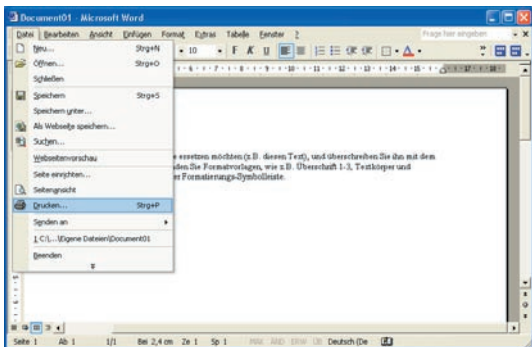 Document01 - Microsoft Word
Datei Bearbeiten Ansicht Einfügen Format Extras Tabelle Fenster ?
Frage hier eingeben
Neu... Strg+N
10 F K U
Öffnen... Strg+O
Schließen
Speichern Strg+S
Speichern unter...
Als Webseite speichern...
Suchen...
Webseitenvorschau
e ersetzen möchten (z.B. diesen Text), und überschreiben Sie ihn mit dem
Seite einrichten...
den Sie Formatvorlagen, wie z.B. Überschrift 1-3, Textkörper und
er Formatierungs-Symbolleiste.
Seitenansicht
Drucken... Strg+P
Senden an
1 C:\...\Eigene Dateien\Document01
Beenden
Seite 1 Ab 1 1/1 Bei 2,4 cm Ze 1 Sp 1 Deutsch (De